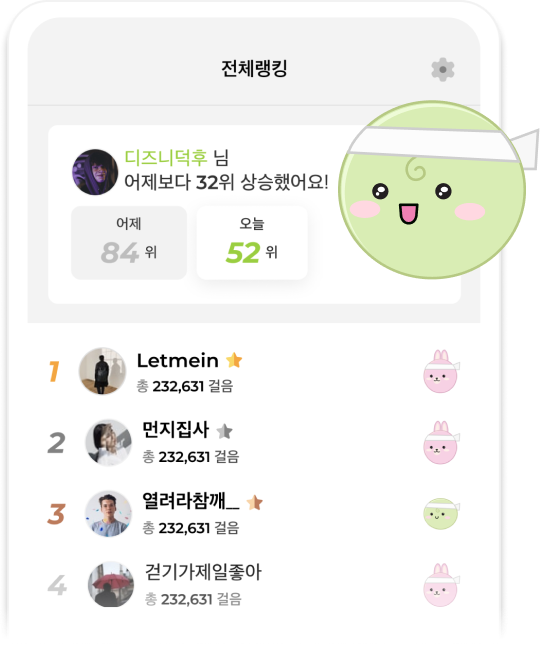 전체랭킹
디즈니덕후 님
어제보다 32위 상승했어요!
어제
84 위
오늘
52 위
1
Letmein
총 232,631 걸음
2
먼지집사
총 232,631 걸음
3
열려라참깨__
총 232,631 걸음
4
걷기가제일좋아
총 232,631 걸음